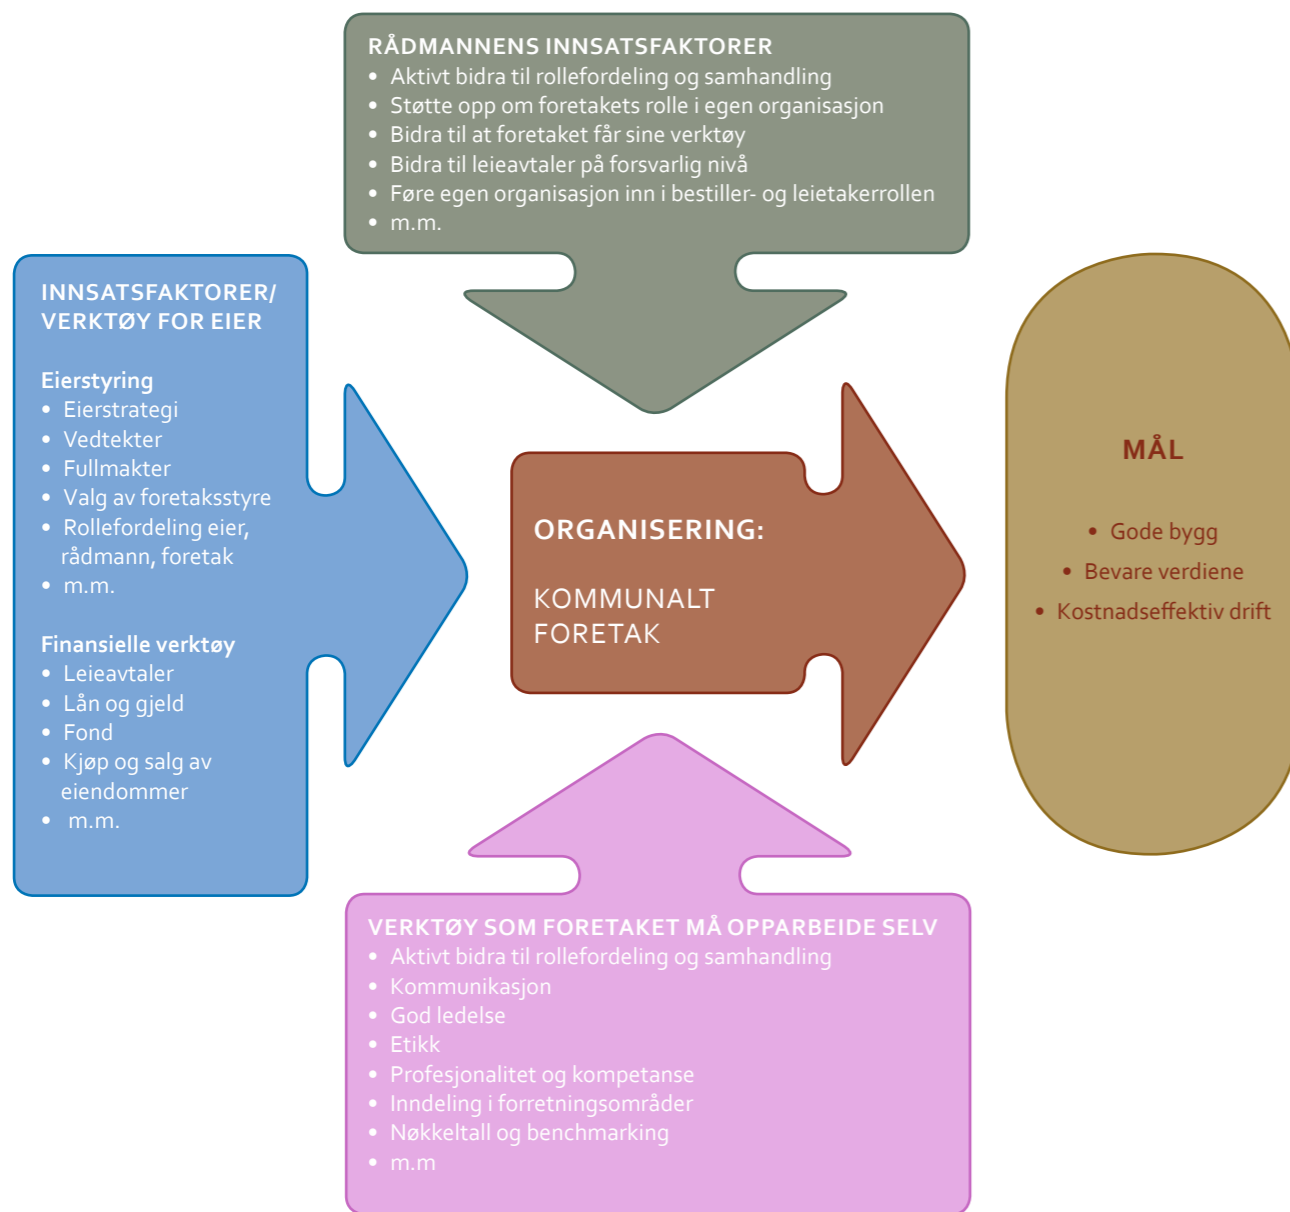 RÅDMANNENS INNSATSFAKTORER
• Aktivt bidra til rollefordeling og samhandling
• Støtte opp om foretakets rolle i egen organisasjon
• Bidra til at foretaket får sine verktøy
• Bidra til leieavtaler på forsvarlig nivå
• Føre egen organisasjon inn i bestiller- og leietakerrollen
• m.m.
INNSATSFAKTORER/
VERKTØY FOR EIER
Eierstyring
• Eierstrategi
• Vedtekter
• Fullmakter
• Valg av foretaksstyre
• Rollefordeling eier,
rådmann, foretak
• m.m.
Finansielle verktøy
• Leieavtaler
• Lån og gjeld
• Fond
• Kjøp og salg av
eiendommer
• m.m.
ORGANISERING:
KOMMUNALT
FORETAK
MÅL
• Gode bygg
• Bevare verdiene
• Kostnadseffektiv drift
VERKTØY SOM FORETAKET MÅ OPPARBEIDE SELV
• Aktivt bidra til rollefordeling og samhandling
• Kommunikasjon
• God ledelse
• Etikk
• Profesjonalitet og kompetanse
• Inndeling i forretningsområder
• Nøkkeltall og benchmarking
• m.m